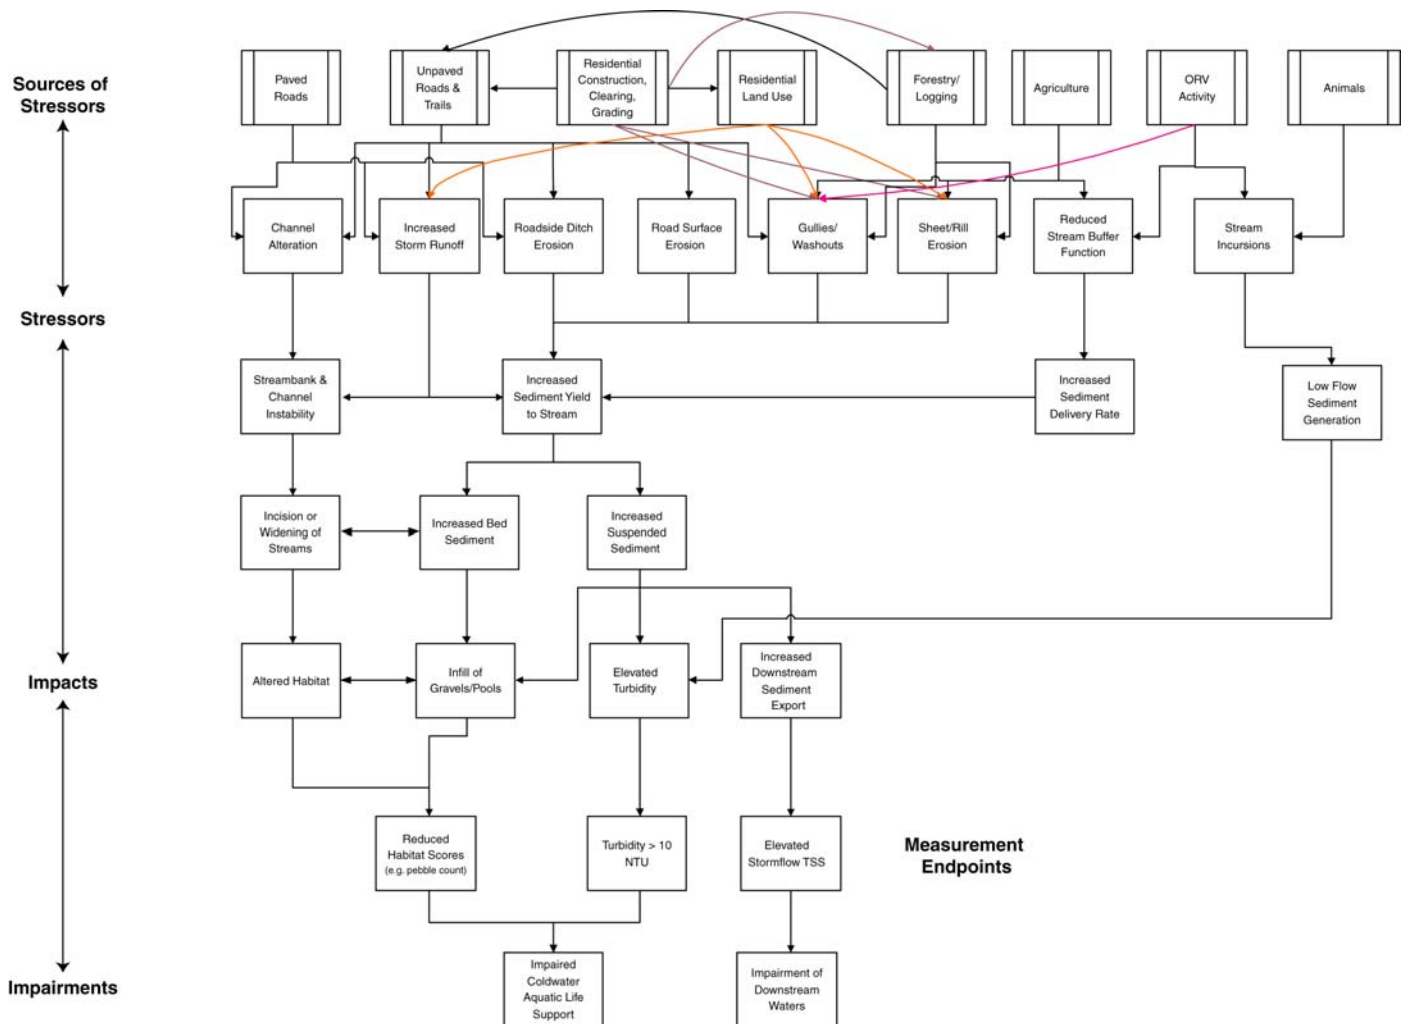 Sources of
Stressors
Paved
Roads
Unpaved
Roads &
Trails
Residential
Construction,
Clearing,
Grading
Residential
Land Use
Forestry/
Logging
Agriculture
ORV
Activity
Animals
Channel
Alteration
Increased
Storm Runoff
Roadside Ditch
Erosion
Road Surface
Erosion
Gullies/
Washouts
Sheet/Rill
Erosion
Reduced
Stream Buffer
Function
Stream
Incursions
Stressors
Streambank &
Channel
Instability
Increased
Sediment Yield
to Stream
Increased
Sediment
Delivery Rate
Low Flow
Sediment
Generation
Incision or
Widening of
Streams
Increased Bed
Sediment
Increased
Suspended
Sediment
Impacts
Altered Habitat
Infill of
Gravels/Pools
Elevated
Turbidity
Increased
Downstream
Sediment
Export
Reduced
Habitat Scores
(e.g. pebble count)
Turbidity > 10
NTU
Elevated
Stormflow TSS
Measurement
Endpoints
Impairments
Impaired
Coldwater
Aquatic Life
Support
Impairment of
Downstream
Waters